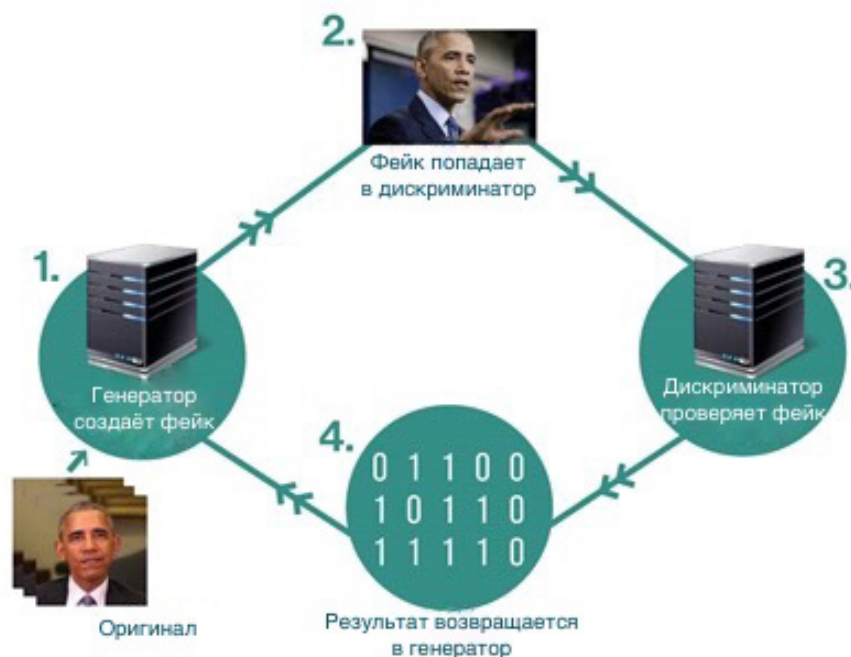 2.
Фейк попадает
в дискриминатор
1.
Генератор
создаёт фейк
3.
Дискриминатор
проверяет фейк
4.
0 1 1 0 0
1 0 1 1 0
1 1 1 1 0
Оригинал
Результат возвращается
в генератор